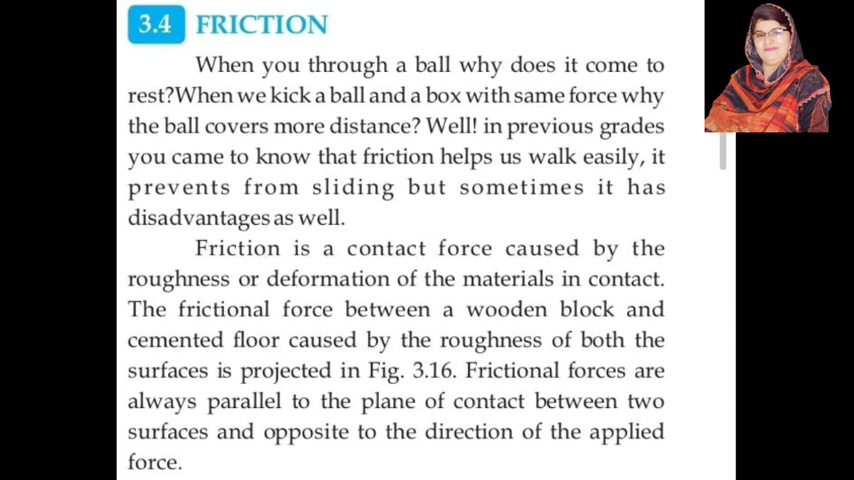 3.4 FRICTION
When you through a ball why does it come to
rest?When we kick a ball and a box with same force why
the ball covers more distance? Well! in previous grades
you came to know that friction helps us walk easily, it
prevents from sliding but sometimes it has
disadvantages as well.
Friction is a contact force caused by the
roughness or deformation of the materials in contact.
The frictional force between a wooden block and
cemented floor caused by the roughness of both the
surfaces is projected in Fig. 3.16. Frictional forces are
always parallel to the plane of contact between two
surfaces and opposite to the direction of the applied
force.